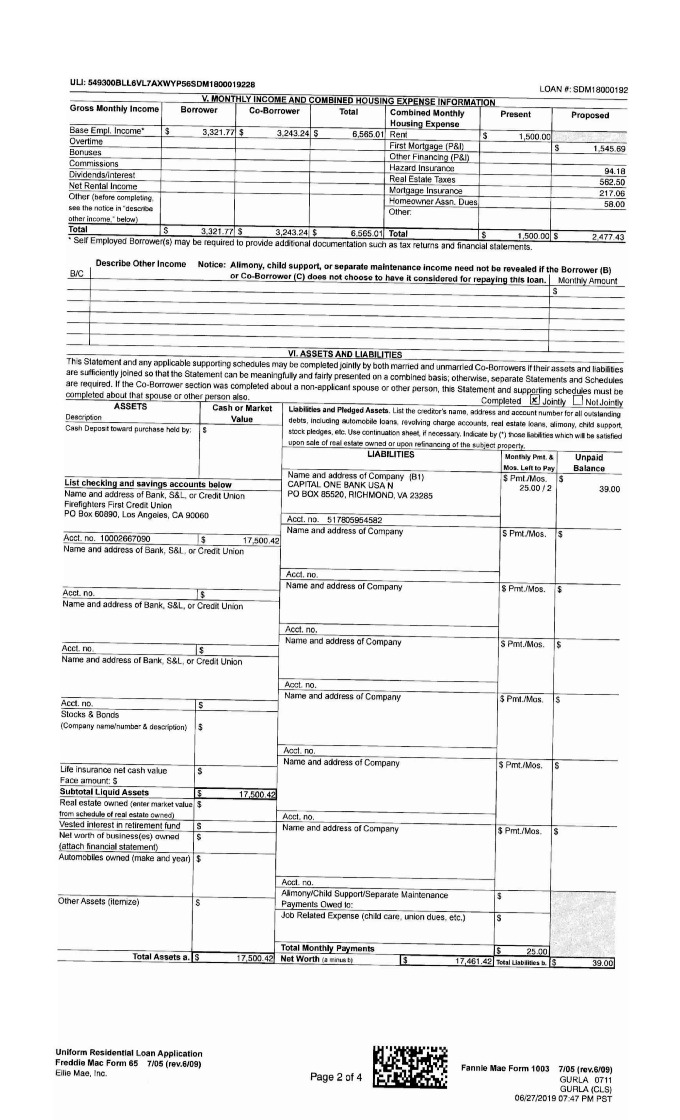 ULI: 549300BLL6VL7AXWYP56SDM1800019228
LOAN #: SDM18000192
V. MONTHLY INCOME AND COMBINED HOUSING EXPENSE INFORMATION
Gross Monthly Income Borrower Co-Borrower Total Combined Monthly Housing Expense Present Proposed
Base Empl. Income* $ 3,321.77 $ 3,243.24 $ 6,565.01 Rent $ 1,500.00
Overtime First Mortgage (P&I) $ 1,545.69
Bonuses Other Financing (P&I)
Commissions Hazard Insurance 94.18
Dividends/Interest Real Estate Taxes 562.50
Net Rental Income Mortgage Insurance 217.06
Other (before completing, Homeowner Assn. Dues 58.00
see the notice in "describe Other:
other income," below)
Total $ 3,321.77 $ 3,243.24 $ 6,565.01 Total $ 1,500.00 $ 2,477.43
* Self Employed Borrower(s) may be required to provide additional documentation such as tax returns and financial statements.
Describe Other Income Notice: Alimony, child support, or separate maintenance income need not be revealed if the Borrower (B)
B/C or Co-Borrower (C) does not choose to have it considered for repaying this loan. Monthly Amount
$
VI. ASSETS AND LIABILITIES
This Statement and any applicable supporting schedules may be completed jointly by both married and unmarried Co-Borrowers if their assets and liabilities
are sufficiently joined so that the Statement can be meaningfully and fairly presented on a combined basis; otherwise, separate Statements and Schedules
are required. If the Co-Borrower section was completed about a non-applicant spouse or other person, this Statement and supporting schedules must be
completed about that spouse or other person also.
Completed x Jointly Not Jointly
ASSETS
Description
Cash or Market Value
Cash Deposit toward purchase held by: $
List checking and savings accounts below
Name and address of Bank, S&L, or Credit Union
Firefighters First Credit Union
PO Box 60890, Los Angeles, CA 90060
Acct. no. 10002667090 $ 17,500.42
Name and address of Bank, S&L, or Credit Union
Acct. no. $
Name and address of Bank, S&L, or Credit Union
Acct. no. $
Name and address of Bank, S&L, or Credit Union
Acct. no. $
Stocks & Bonds
(Company name/number & description) $
Life insurance net cash value $
Face amount: $
Subtotal Liquid Assets $ 17,500.42
Real estate owned (enter market value $
from schedule of real estate owned)
Vested interest in retirement fund $
Net worth of business(es) owned $
(attach financial statement)
Automobiles owned (make and year) $
Other Assets (itemize) $
Total Assets a. $ 17,500.42
Liabilities and Pledged Assets. List the creditor's name, address and account number for all outstanding
debts, including automobile loans, revolving charge accounts, real estate loans, alimony, child support,
stock pledges, etc. Use continuation sheet, if necessary. Indicate by (*) those liabilities which will be satisfied
upon sale of real estate owned or upon refinancing of the subject property.
LIABILITIES Monthly Pmt. & Mos. Left to Pay Unpaid Balance
Name and address of Company (B1) $ Pmt./Mos. $
CAPITAL ONE BANK USA N 25.00 / 2 39.00
PO BOX 85520, RICHMOND, VA 23285
Acct. no. 517805954582
Name and address of Company $ Pmt./Mos. $
Acct. no.
Name and address of Company $ Pmt./Mos. $
Acct. no.
Name and address of Company $ Pmt./Mos. $
Acct. no.
Name and address of Company $ Pmt./Mos. $
Acct. no.
Name and address of Company $ Pmt./Mos. $
Acct. no.
Name and address of Company $ Pmt./Mos. $
Acct. no.
Alimony/Child Support/Separate Maintenance $
Payments Owed to:
Job Related Expense (child care, union dues, etc.) $
Total Monthly Payments $ 25.00
Net Worth (a minus b) $ 17,461.42 Total Liabilities b. $ 39.00
Uniform Residential Loan Application
Freddie Mac Form 65 7/05 (rev.6/09)
Ellie Mae, Inc.
Page 2 of 4
Fannie Mae Form 1003 7/05 (rev.6/09)
GURLA 0711
GURLA (CLS)
06/27/2019 07:47 PM PST